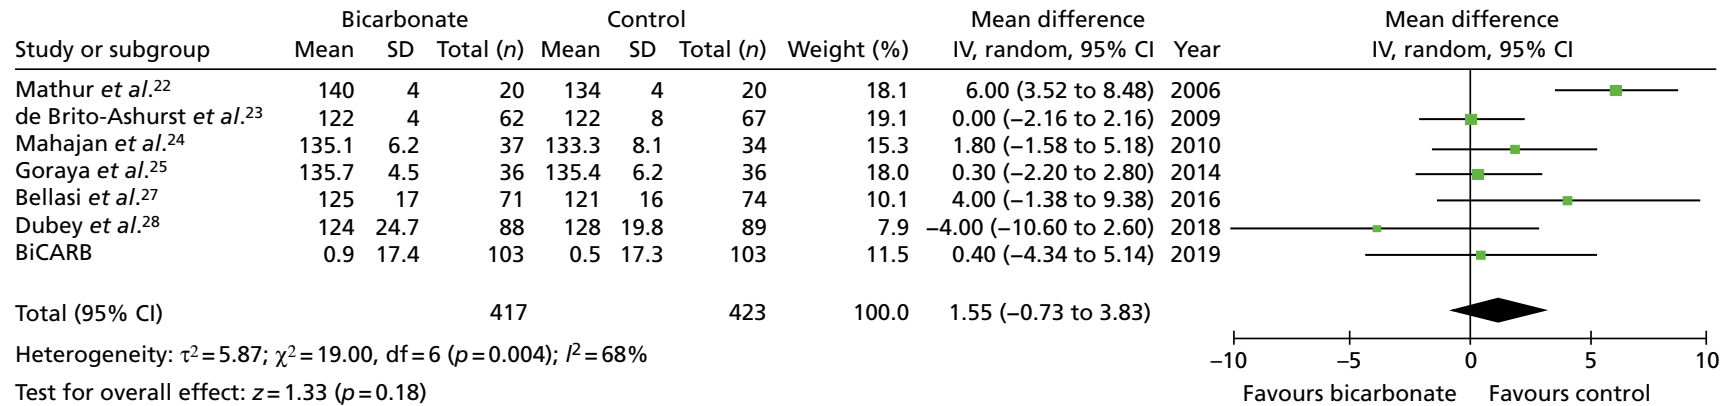 Bicarbonate Control Mean difference Mean difference
Study or subgroup Mean SD Total (n) Mean SD Total (n) Weight (%) IV, random, 95% CI Year IV, random, 95% CI
Mathur et al.22 140 4 20 134 4 20 18.1 6.00 (3.52 to 8.48) 2006
de Brito-Ashurst et al.23 122 4 62 122 8 67 19.1 0.00 (−2.16 to 2.16) 2009
Mahajan et al.24 135.1 6.2 37 133.3 8.1 34 15.3 1.80 (−1.58 to 5.18) 2010
Goraya et al.25 135.7 4.5 36 135.4 6.2 36 18.0 0.30 (−2.20 to 2.80) 2014
Bellasi et al.27 125 17 71 121 16 74 10.1 4.00 (−1.38 to 9.38) 2016
Dubey et al.28 124 24.7 88 128 19.8 89 7.9 −4.00 (−10.60 to 2.60) 2018
BiCARB 0.9 17.4 103 0.5 17.3 103 11.5 0.40 (−4.34 to 5.14) 2019
Total (95% CI) 417 423 100.0 1.55 (−0.73 to 3.83)
Heterogeneity: τ2=5.87; χ2=19.00, df=6 (p=0.004); I2=68%
−10 −5 0 5 10
Test for overall effect: z=1.33 (p=0.18) Favours bicarbonate Favours control